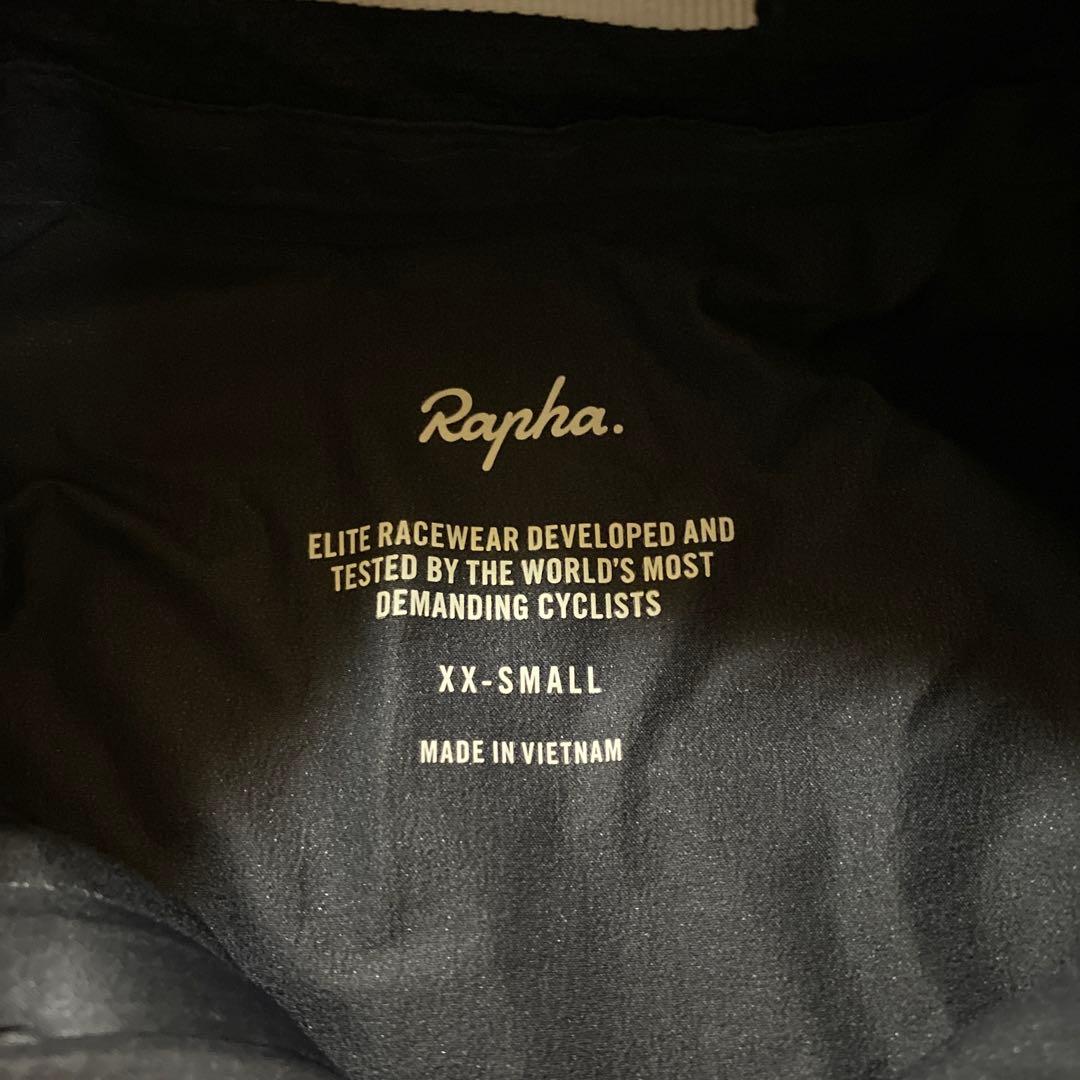 Rapha.
ELITE RACEWEAR DEVELOPED AND
TESTED BY THE WORLD'S MOST
DEMANDING CYCLISTS
XX-SMALL
MADE IN VIETNAM